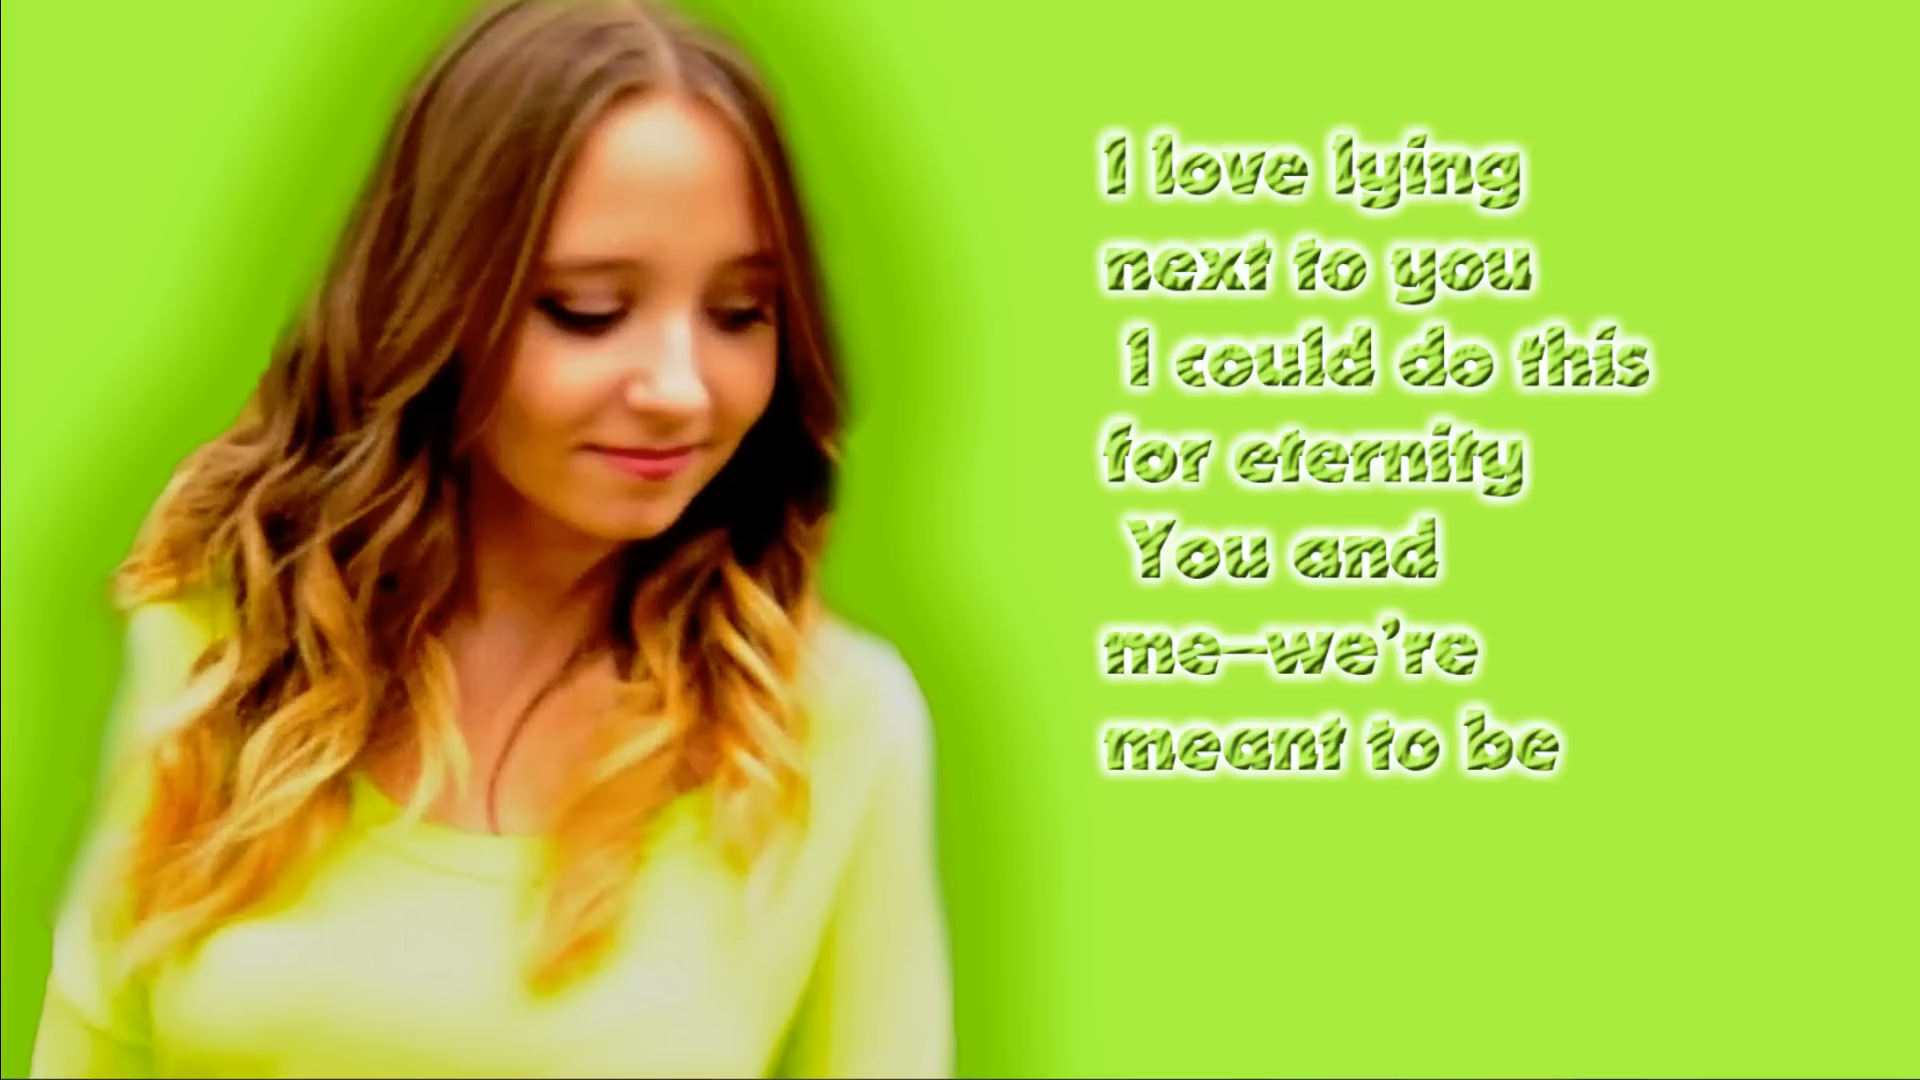 I love lying
next to you
I could do this
for eternity
You and
me—we're
meant to be